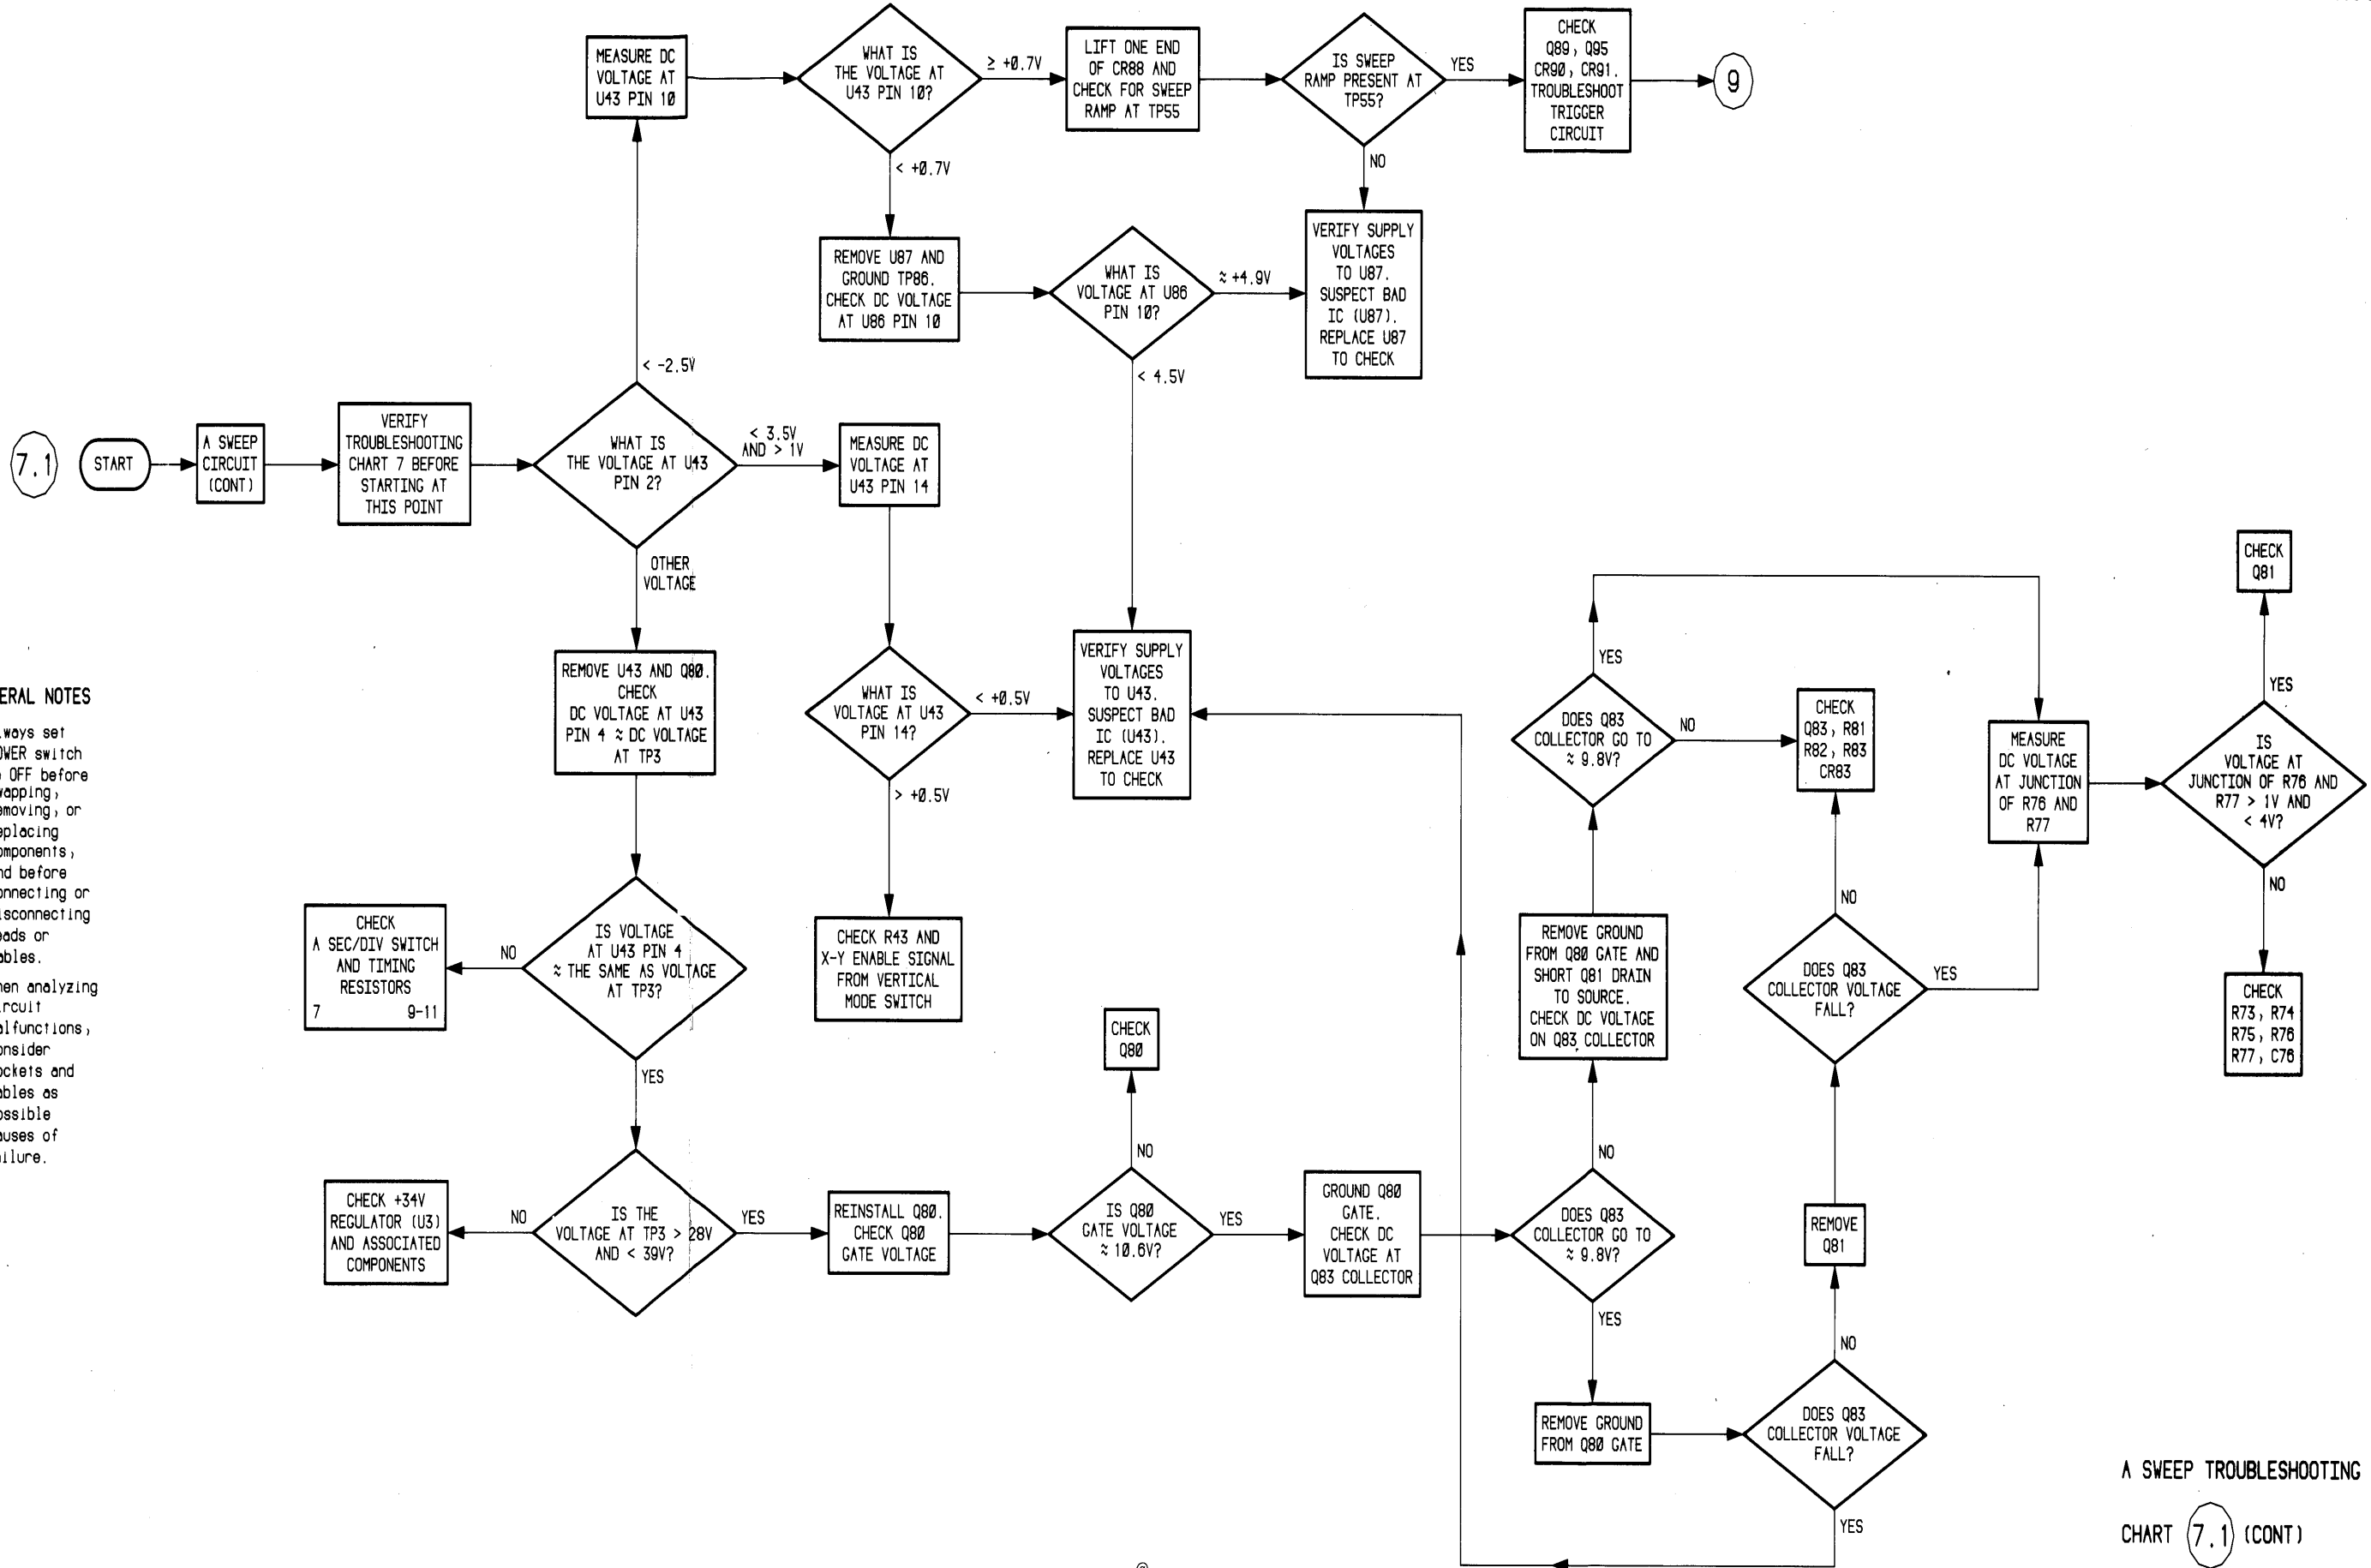 MEASURE DC
VOLTAGE AT
U43 PIN 10
WHAT IS
THE VOLTAGE AT
U43 PIN 10?
≥ +0.7V
< +0.7V
LIFT ONE END
OF CR88 AND
CHECK FOR SWEEP
RAMP AT TP55
IS SWEEP
RAMP PRESENT AT
TP55?
YES
NO
CHECK
Q89, Q95
CR90, CR91.
TROUBLESHOOT
TRIGGER
CIRCUIT
9
REMOVE U87 AND
GROUND TP86.
CHECK DC VOLTAGE
AT U86 PIN 10
WHAT IS
VOLTAGE AT U86
PIN 10?
≈ +4.9V
< 4.5V
VERIFY SUPPLY
VOLTAGES
TO U87.
SUSPECT BAD
IC (U87).
REPLACE U87
TO CHECK
7.1
START
A SWEEP
CIRCUIT
(CONT)
VERIFY
TROUBLESHOOTING
CHART 7 BEFORE
STARTING AT
THIS POINT
< -2.5V
WHAT IS
THE VOLTAGE AT U43
PIN 2?
< 3.5V
AND > 1V
OTHER
VOLTAGE
MEASURE DC
VOLTAGE AT
U43 PIN 14
WHAT IS
VOLTAGE AT U43
PIN 14?
< +0.5V
> +0.5V
VERIFY SUPPLY
VOLTAGES
TO U43.
SUSPECT BAD
IC (U43).
REPLACE U43
TO CHECK
CHECK R43 AND
X-Y ENABLE SIGNAL
FROM VERTICAL
MODE SWITCH
REMOVE U43 AND Q80.
CHECK
DC VOLTAGE AT U43
PIN 4 ≈ DC VOLTAGE
AT TP3
IS VOLTAGE
AT U43 PIN 4
≈ THE SAME AS VOLTAGE
AT TP3?
NO
YES
CHECK
A SEC/DIV SWITCH
AND TIMING
RESISTORS
7 9-11
IS THE
VOLTAGE AT TP3 > 28V
AND < 39V?
NO
YES
CHECK +34V
REGULATOR (U3)
AND ASSOCIATED
COMPONENTS
REINSTALL Q80.
CHECK Q80
GATE VOLTAGE
IS Q80
GATE VOLTAGE
≈ 10.6V?
NO
YES
CHECK
Q80
GROUND Q80
GATE.
CHECK DC
VOLTAGE AT
Q83 COLLECTOR
DOES Q83
COLLECTOR GO TO
≈ 9.8V?
NO
YES
REMOVE GROUND
FROM Q80 GATE AND
SHORT Q81 DRAIN
TO SOURCE.
CHECK DC VOLTAGE
ON Q83 COLLECTOR
DOES Q83
COLLECTOR GO TO
≈ 9.8V?
YES
NO
CHECK
Q83, R81
R82, R83
CR83
REMOVE GROUND
FROM Q80 GATE
DOES Q83
COLLECTOR VOLTAGE
FALL?
NO
YES
REMOVE
Q81
DOES Q83
COLLECTOR VOLTAGE
FALL?
NO
YES
MEASURE
DC VOLTAGE
AT JUNCTION
OF R76 AND
R77
IS
VOLTAGE AT
JUNCTION OF R76 AND
R77 > 1V AND
< 4V?
YES
NO
CHECK
Q81
CHECK
R73, R74
R75, R76
R77, C76
ERAL NOTES
ways set
OWER switch
OFF before
wapping,
emoving, or
eplacing
omponents,
nd before
onnecting or
isconnecting
eads or
ables.
hen analyzing
rcuit
alfunctions,
onsider
ockets and
ables as
ossible
auses of
ailure.
A SWEEP TROUBLESHOOTING
CHART 7.1 (CONT)